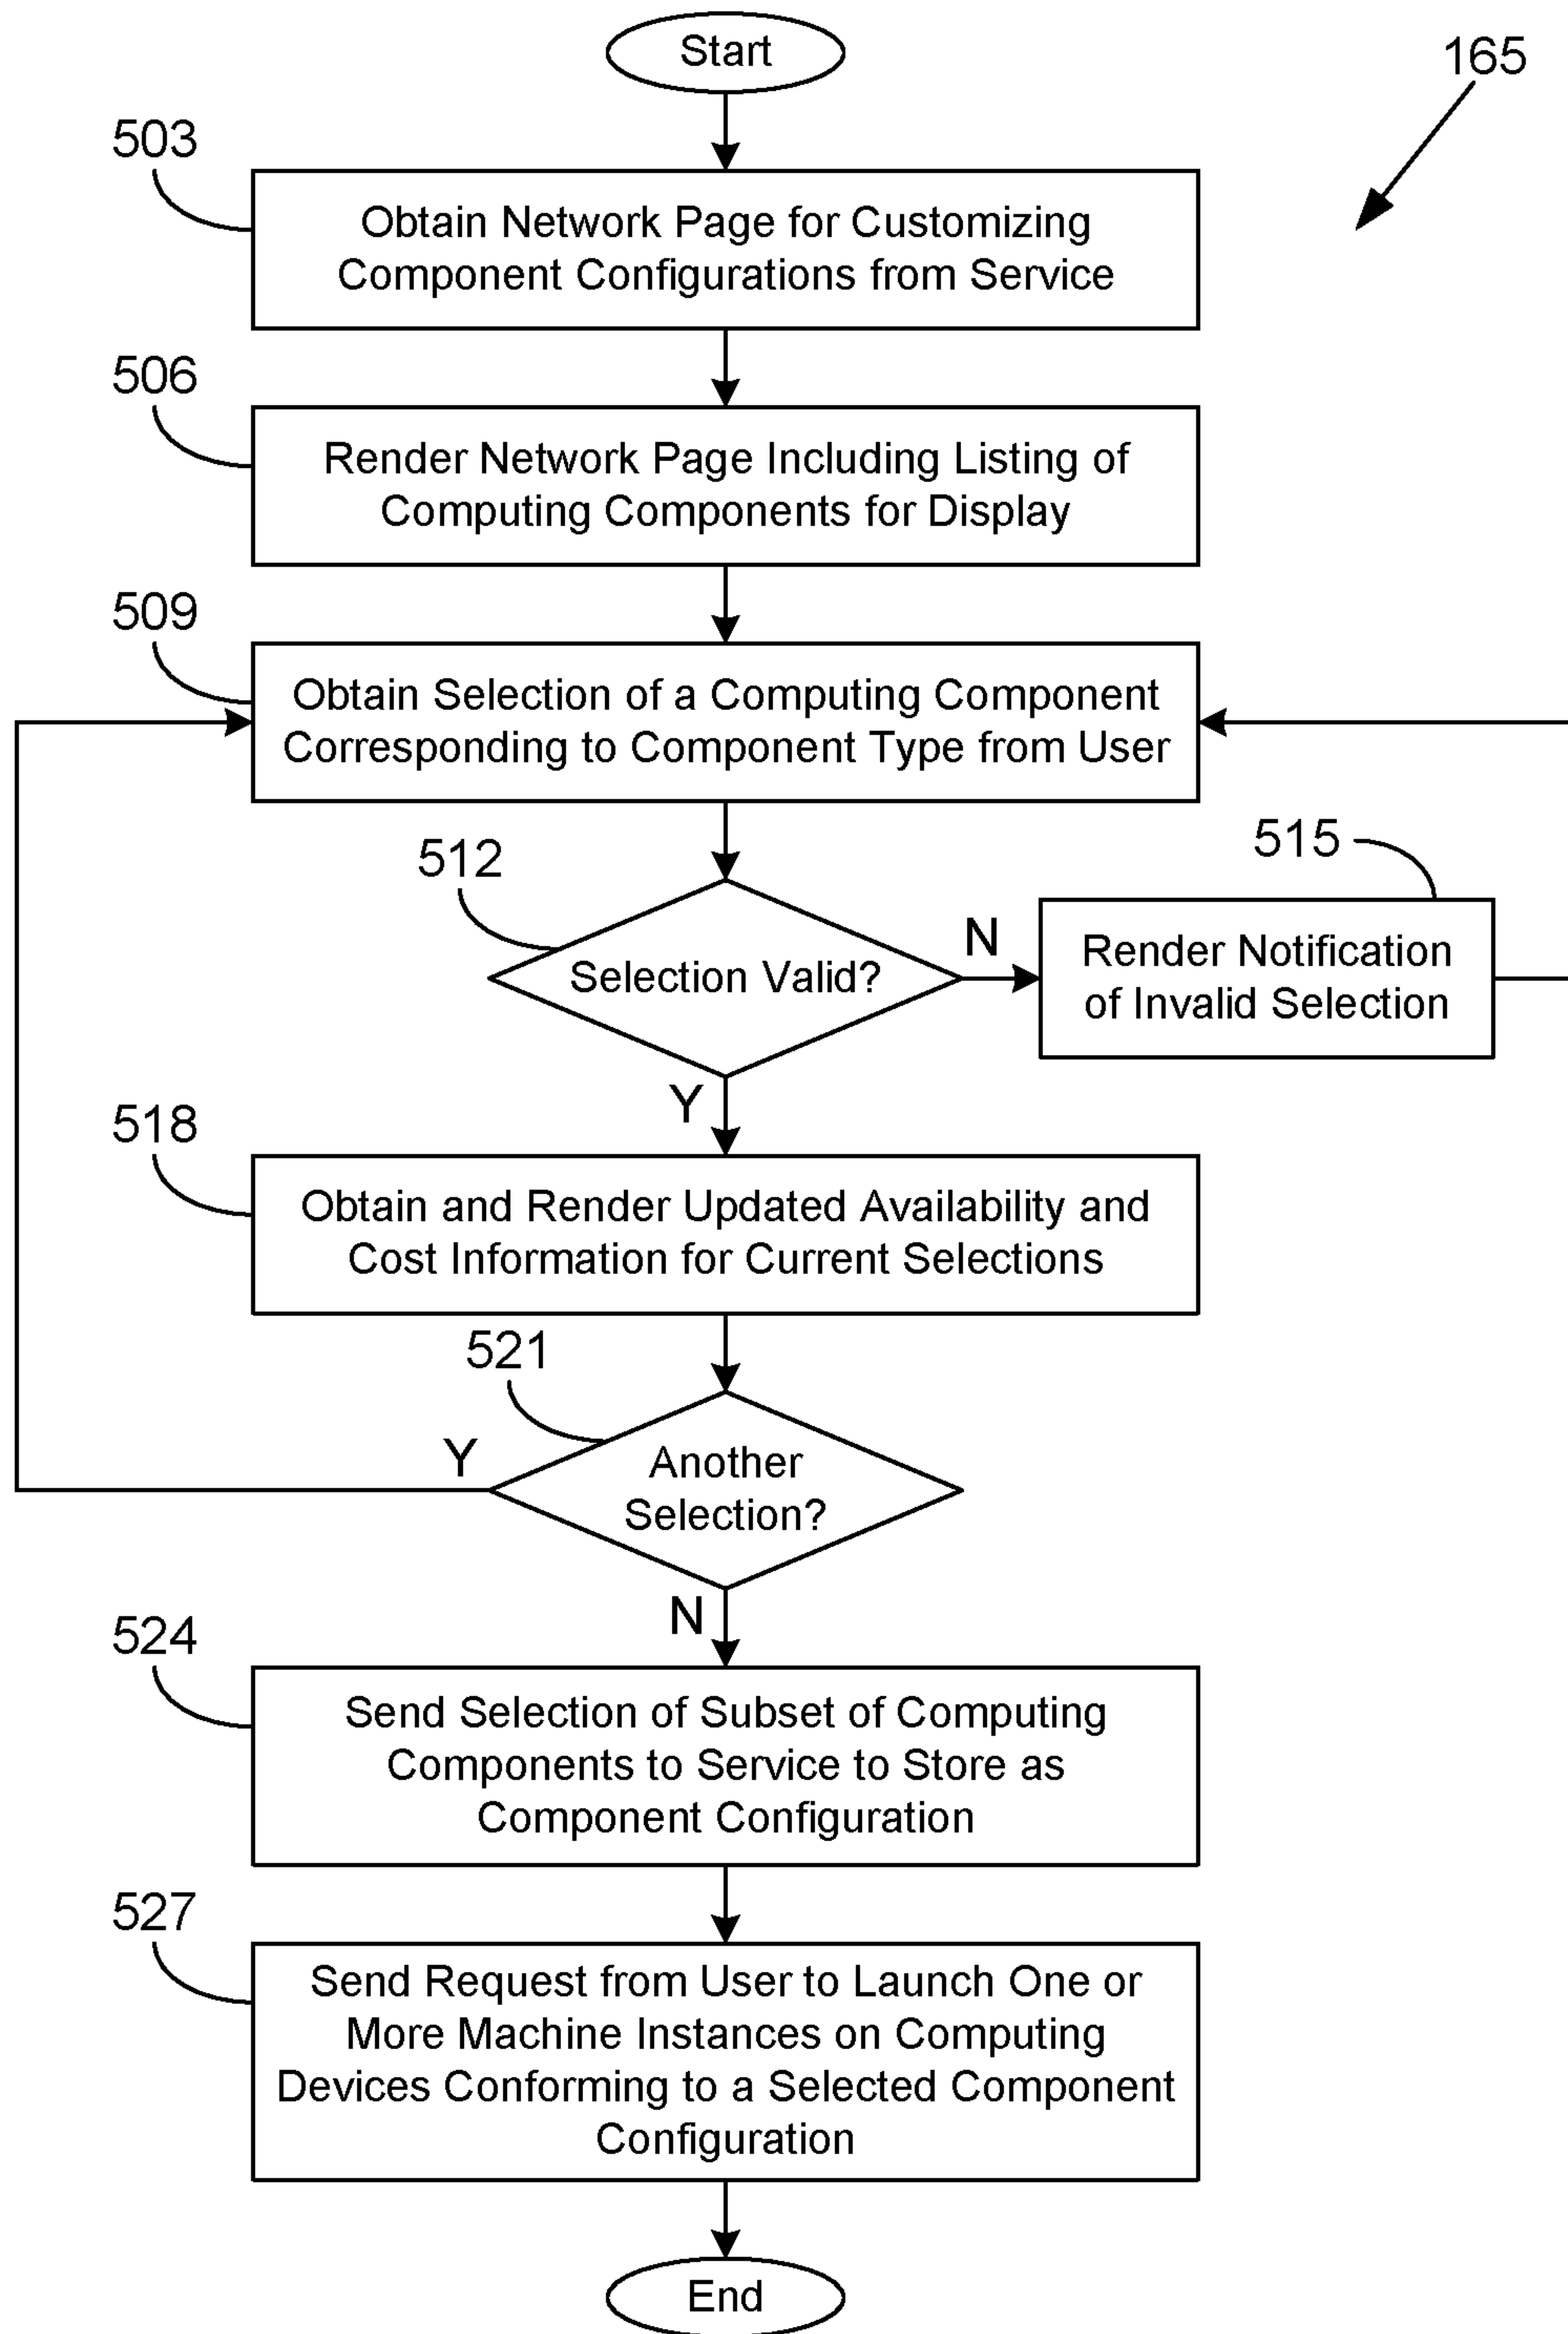 Start
165
503
Obtain Network Page for Customizing
Component Configurations from Service
506
Render Network Page Including Listing of
Computing Components for Display
509
Obtain Selection of a Computing Component
Corresponding to Component Type from User
512
Selection Valid?
N
515
Render Notification
of Invalid Selection
Y
518
Obtain and Render Updated Availability and
Cost Information for Current Selections
521
Another
Selection?
Y
N
524
Send Selection of Subset of Computing
Components to Service to Store as
Component Configuration
527
Send Request from User to Launch One or
More Machine Instances on Computing
Devices Conforming to a Selected Component
Configuration
End